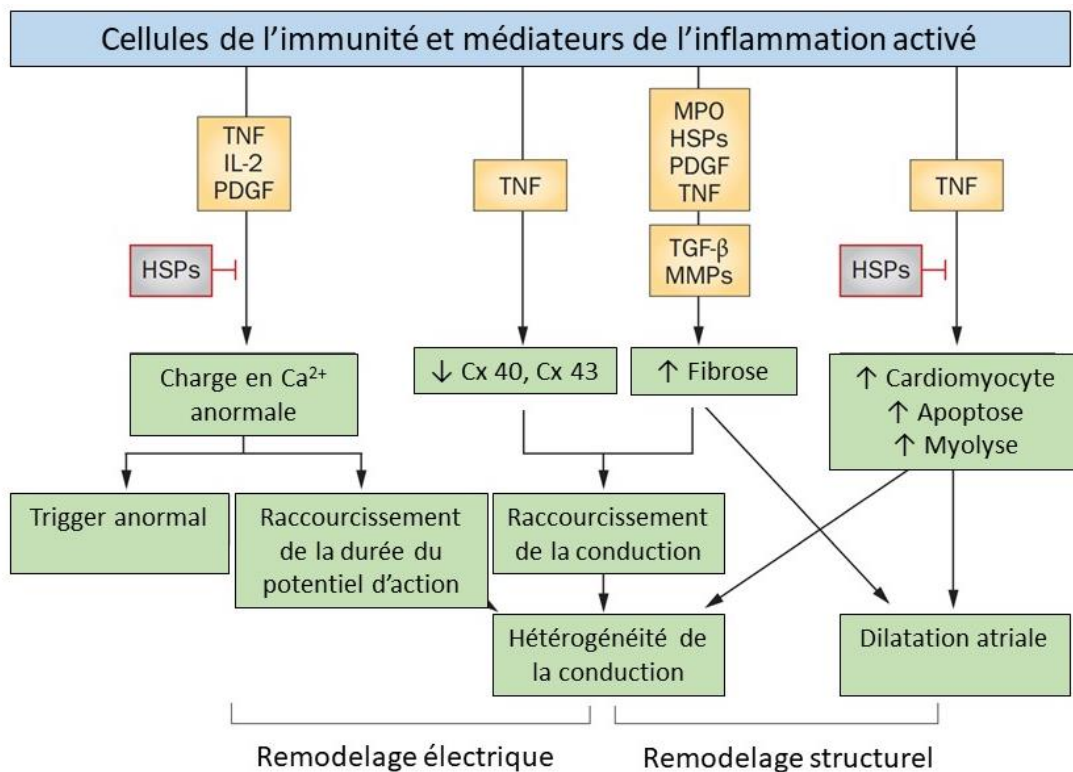 Cellules de l’immunité et médiateurs de l’inflammation activé
TNF
IL-2
PDGF
HSPs
TNF
MPO
HSPs
PDGF
TNF
TGF-β
MMPs
TNF
HSPs
Charge en Ca²⁺
anormale
↓ Cx 40, Cx 43
↑ Fibrose
↑ Cardiomyocyte
↑ Apoptose
↑ Myolyse
Trigger anormal
Raccourcissement
de la durée du
potentiel d’action
Raccourcissement
de la conduction
Hétérogénéité de
la conduction
Dilatation atriale
Remodelage électrique
Remodelage structurel